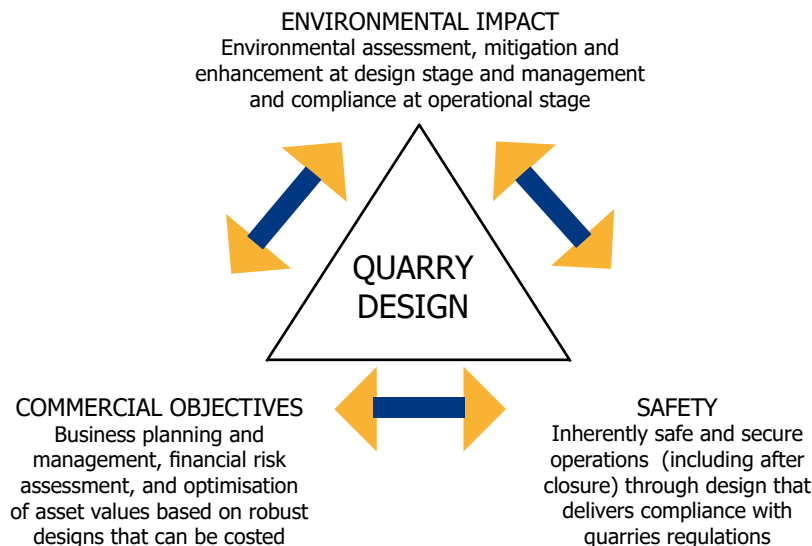 ENVIRONMENTAL IMPACT
Environmental assessment, mitigation and
enhancement at design stage and management
and compliance at operational stage
QUARRY
DESIGN
COMMERCIAL OBJECTIVES
Business planning and
management, financial risk
assessment, and optimisation
of asset values based on robust
designs that can be costed
SAFETY
Inherently safe and secure
operations (including after
closure) through design that
delivers compliance with
quarries regulations